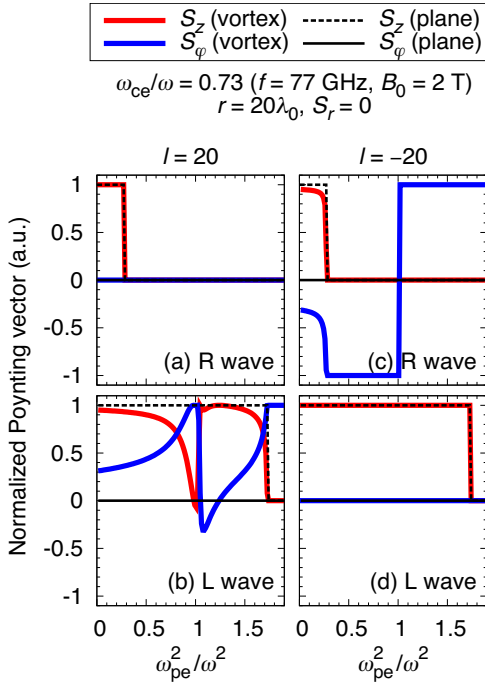 S_z (vortex) S_z (plane)
S_φ (vortex) S_φ (plane)
ω_ce/ω = 0.73 (f = 77 GHz, B_0 = 2 T)
r = 20λ_0, S_r = 0
l = 20 l = −20
Normalized Poynting vector (a.u.)
1
0.5
0
-0.5
-1
(a) R wave (c) R wave
1
0.5
0
-0.5
-1
(b) L wave (d) L wave
0 0.5 1 1.5 0 0.5 1 1.5
ω_pe^2/ω^2 ω_pe^2/ω^2